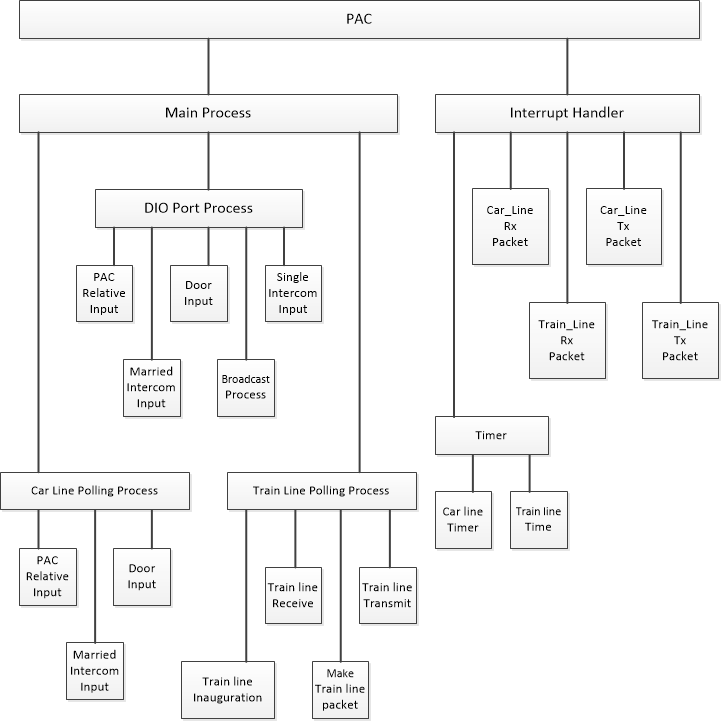 PAC
Main Process
Interrupt Handler
DIO Port Process
Car_Line
Rx
Packet
Car_Line
Tx
Packet
PAC
Relative
Input
Door
Input
Single
Intercom
Input
Train_Line
Rx
Packet
Train_Line
Tx
Packet
Married
Intercom
Input
Broadcast
Process
Timer
Car Line Polling Process
Train Line Polling Process
Car line
Timer
Train line
Time
PAC
Relative
Input
Door
Input
Train line
Receive
Train line
Transmit
Married
Intercom
Input
Train line
Inauguration
Make
Train line
packet